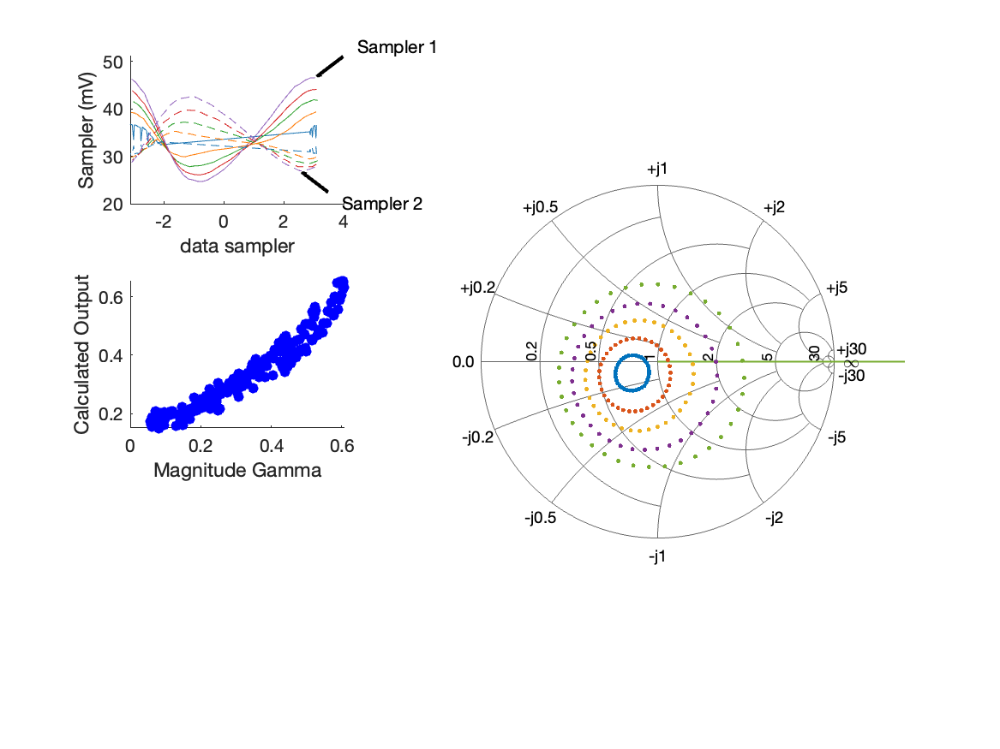 Sampler 1
50
40
30
20
Sampler (mV)
-2
0
2
4
Sampler 2
data sampler
0.6
0.4
0.2
Calculated Output
0
0.2
0.4
0.6
Magnitude Gamma
+j1
+j0.5
+j2
+j0.2
+j5
0.0
0.2
0.5
1
2
5
30
+j30
∞
-j30
-j0.2
-j5
-j0.5
-j2
-j1